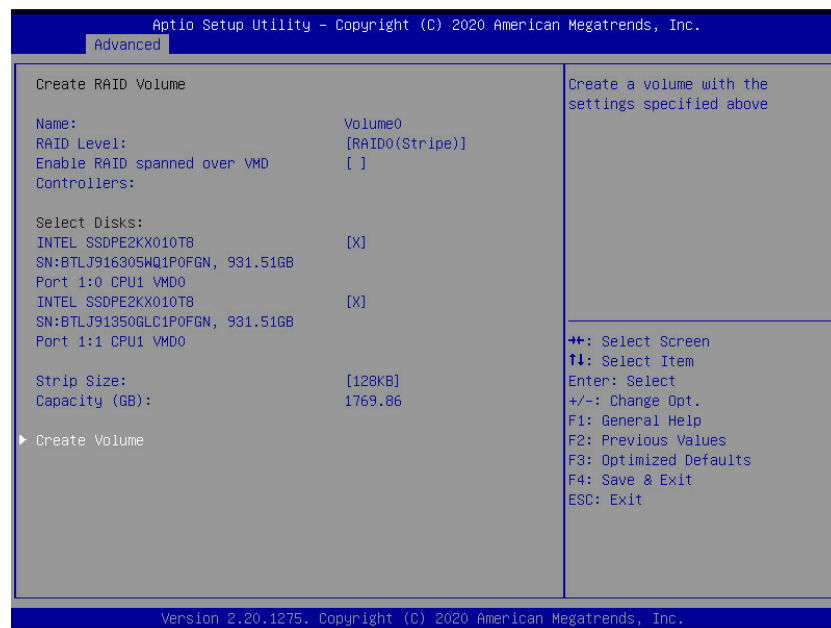 Aptio Setup Utility – Copyright (C) 2020 American Megatrends, Inc.
Advanced
Create RAID Volume
Name: Volume0
RAID Level: [RAID0(Stripe)]
Enable RAID spanned over VMD [ ]
Controllers:
Select Disks:
INTEL SSDPE2KX010T8 [X]
SN:BTLJ916305WQ1P0FGN, 931.51GB
Port 1:0 CPU1 VMD0
INTEL SSDPE2KX010T8 [X]
SN:BTLJ91350GLC1P0FGN, 931.51GB
Port 1:1 CPU1 VMD0
Strip Size: [128KB]
Capacity (GB): 1769.86
Create Volume
Create a volume with the
settings specified above
→←: Select Screen
↑↓: Select Item
Enter: Select
+/-: Change Opt.
F1: General Help
F2: Previous Values
F3: Optimized Defaults
F4: Save & Exit
ESC: Exit
Version 2.20.1275. Copyright (C) 2020 American Megatrends, Inc.